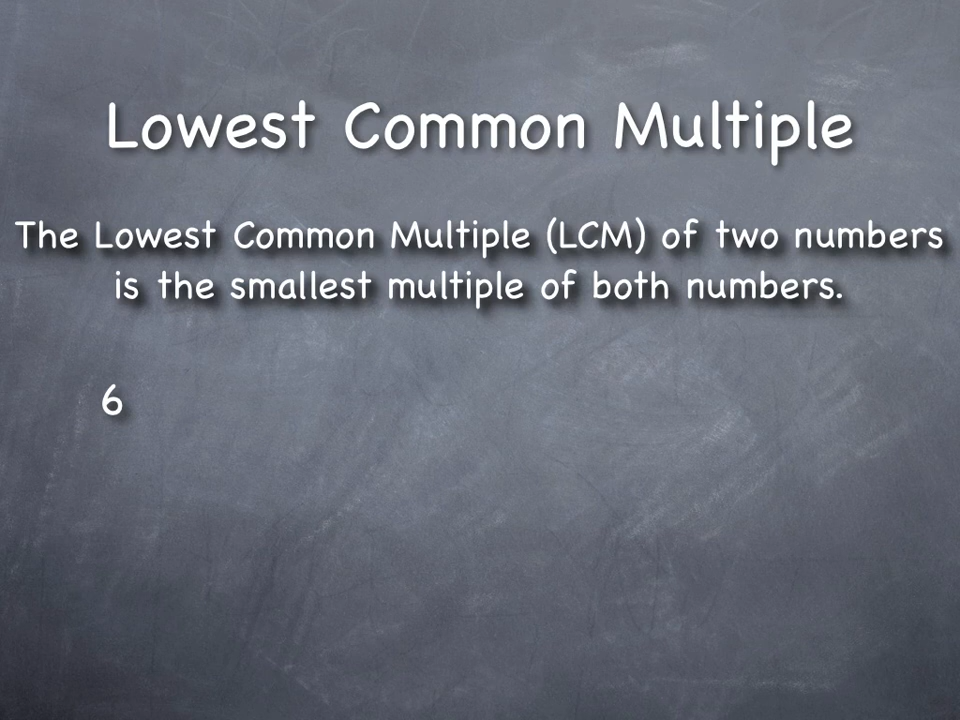 Lowest Common Multiple
The Lowest Common Multiple (LCM) of two numbers
is the smallest multiple of both numbers.
6